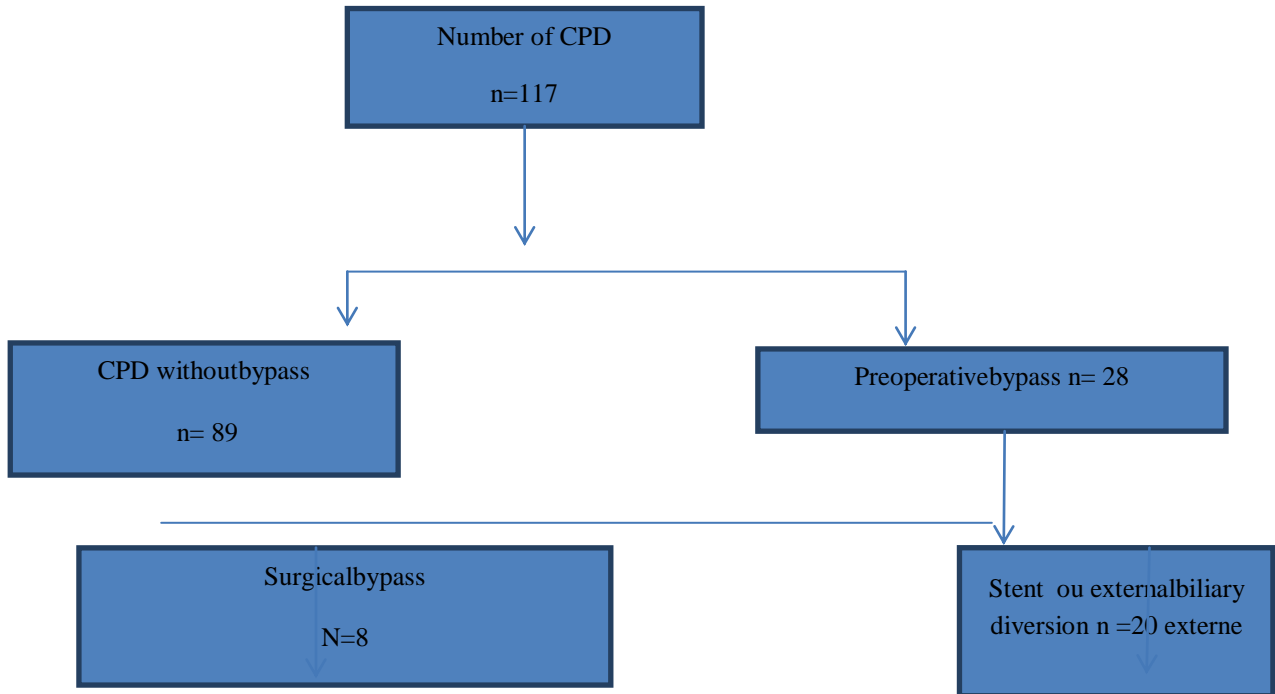 Number of CPD
n=117
CPD withoutbypass
n= 89
Preoperativebypass n= 28
Surgicalbypass
N=8
Stent ou externalbiliary
diversion n =20 externe